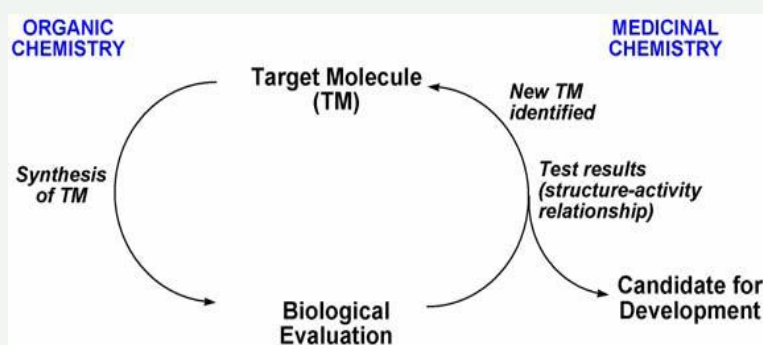 ORGANIC
CHEMISTRY
MEDICINAL
CHEMISTRY
Target Molecule
(TM)
New TM
identified
Synthesis
of TM
Test results
(structure-activity
relationship)
Candidate for
Development
Biological
Evaluation